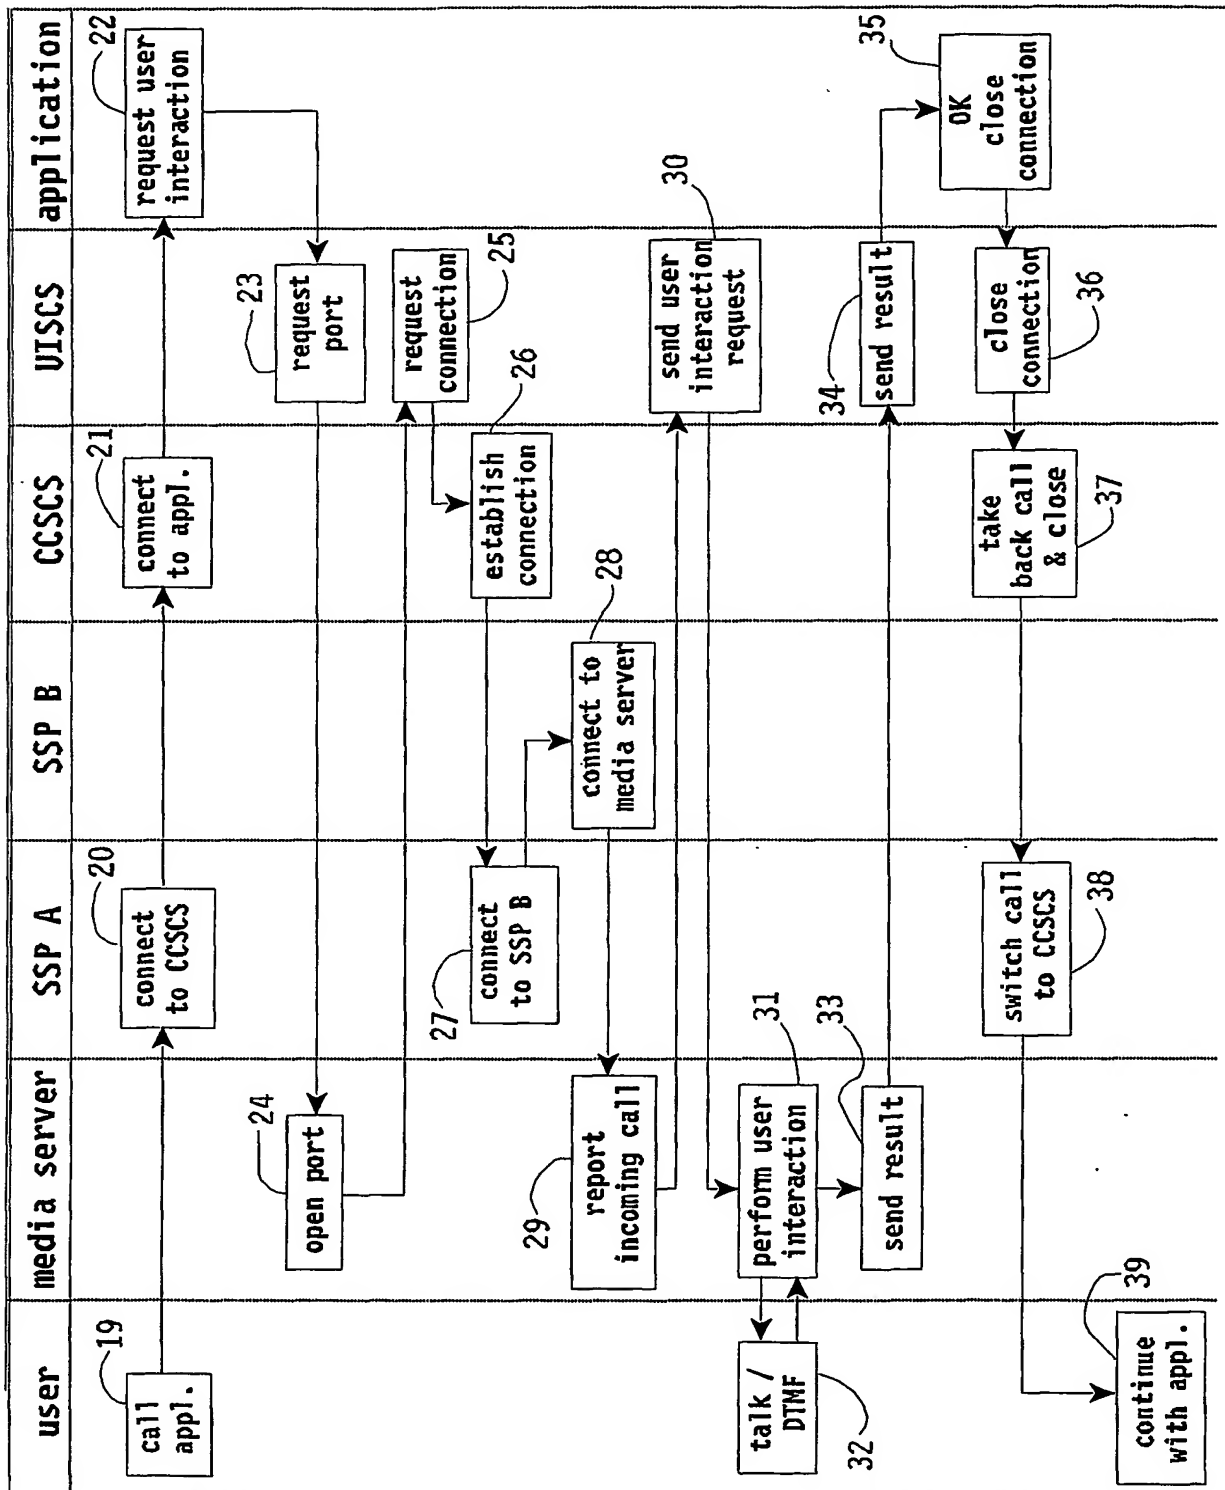 user
media server
SSP A
SSP B
CCSCS
UISCS
application
19
call
appl.
20
connect
to CCSCS
21
connect
to appl.
22
request user
interaction
23
request
port
24
open port
25
request
connection
26
establish
connection
27
connect
to SSP B
28
connect to
media server
29
report
incoming call
30
send user
interaction
request
31
perform user
interaction
32
talk /
DTMF
33
send result
34
send result
35
OK
close
connection
36
close
connection
37
take
back call
& close
38
switch call
to CCSCS
39
continue
with appl.